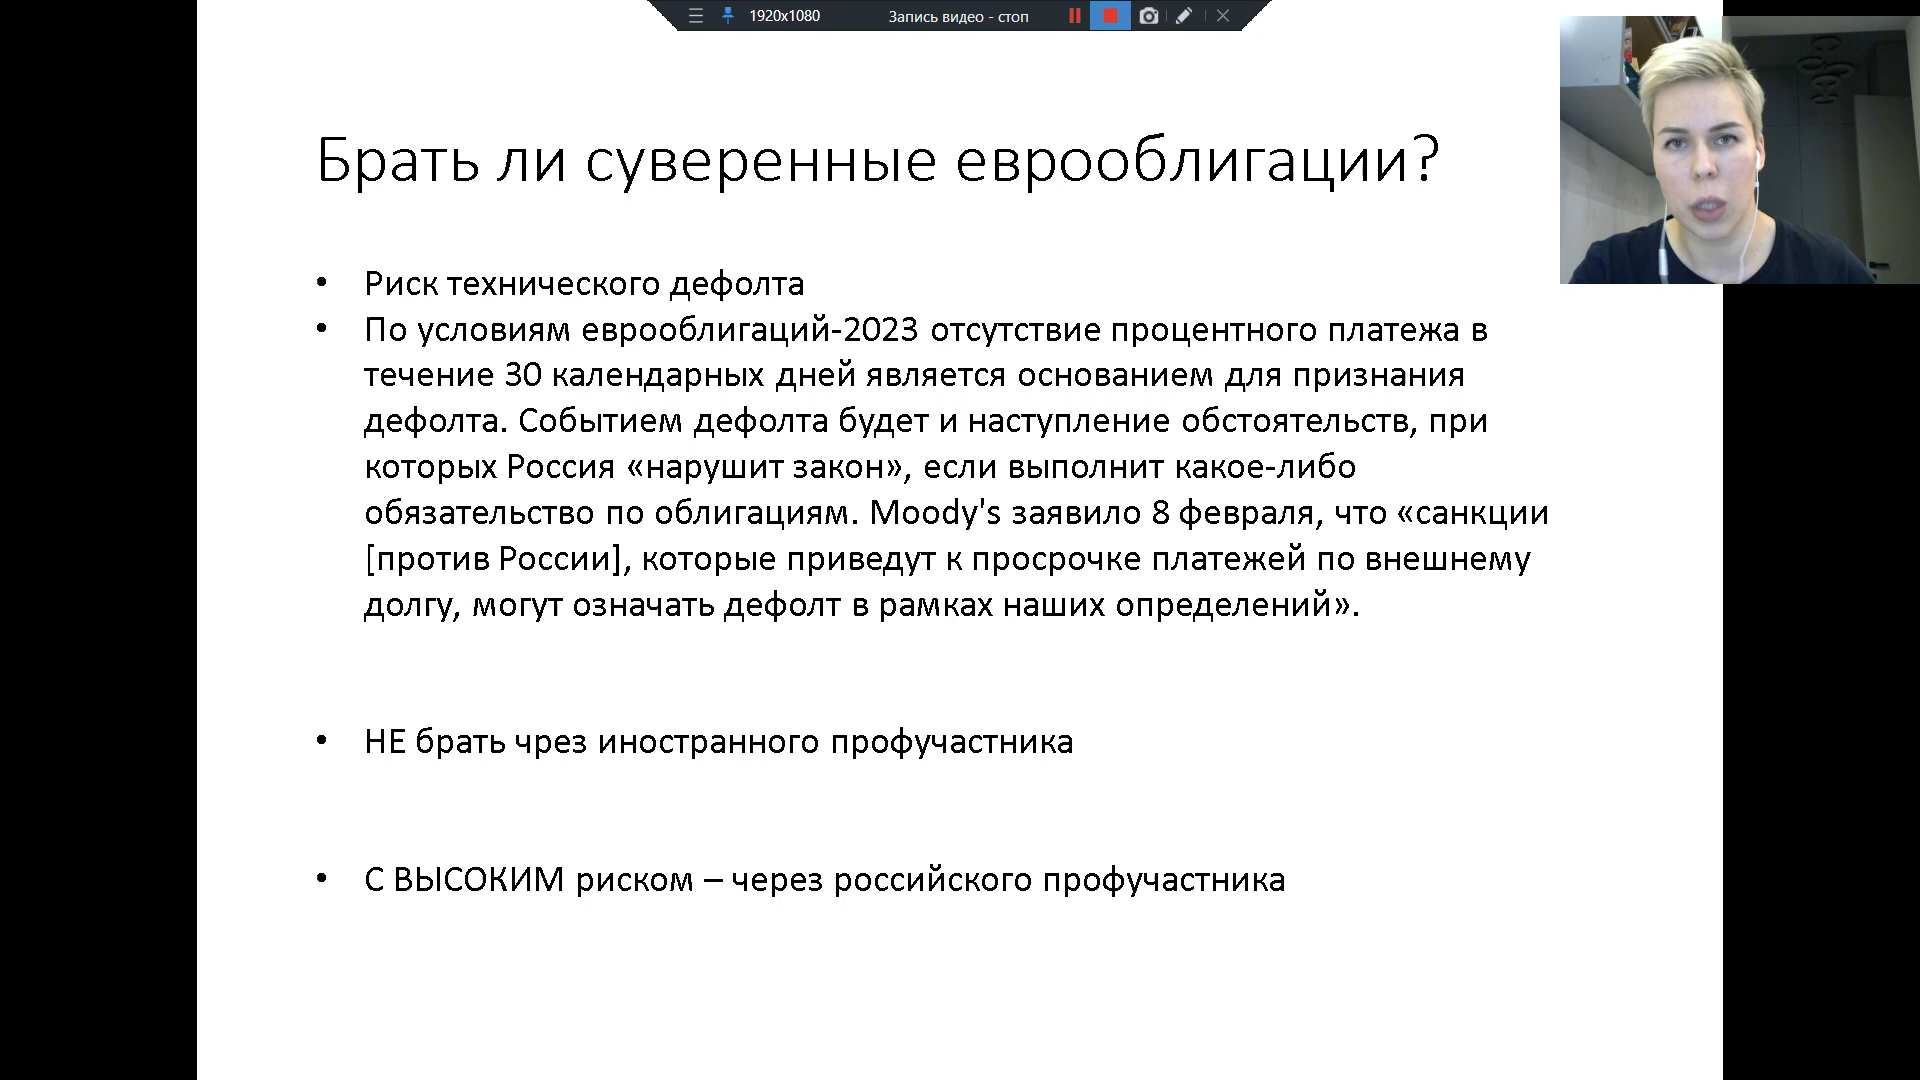 1920x1080 Запись видео - стоп
Брать ли суверенные еврооблигации?
• Риск технического дефолта
• По условиям еврооблигаций-2023 отсутствие процентного платежа в
течение 30 календарных дней является основанием для признания
дефолта. Событием дефолта будет и наступление обстоятельств, при
которых Россия «нарушит закон», если выполнит какое-либо
обязательство по облигациям. Moody's заявило 8 февраля, что «санкции
[против России], которые приведут к просрочке платежей по внешнему
долгу, могут означать дефолт в рамках наших определений».
• НЕ брать чрез иностранного профучастника
• С ВЫСОКИМ риском – через российского профучастника